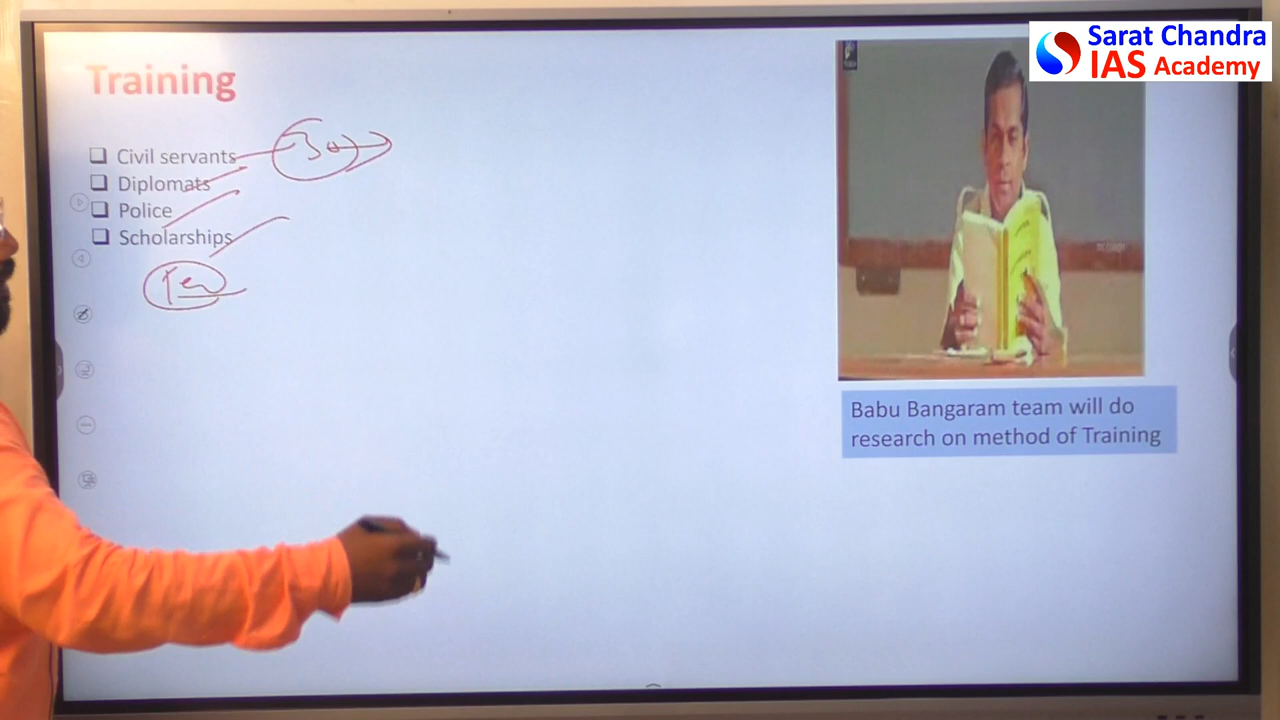 Sarat Chandra
IAS Academy
Training
Civil servants
Diplomats
Police
Scholarships
Babu Bangaram team will do
research on method of Training